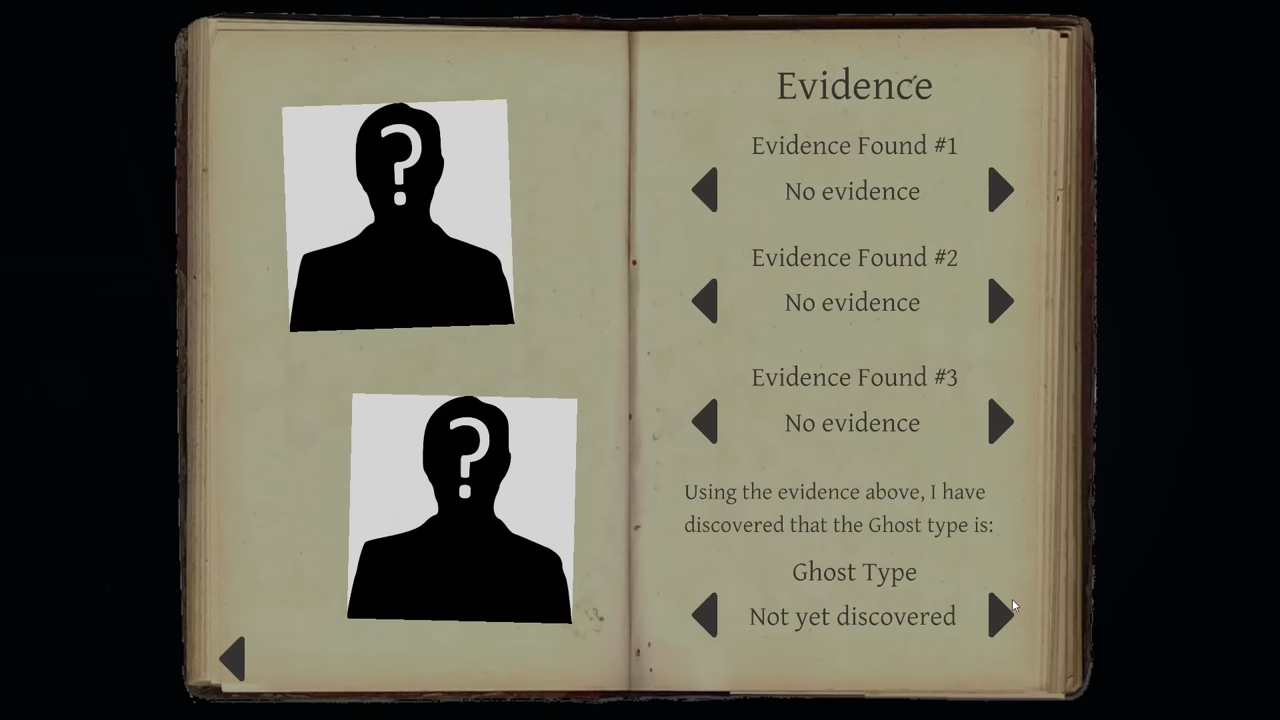 ?
?
Evidence
Evidence Found #1
No evidence
Evidence Found #2
No evidence
Evidence Found #3
No evidence
Using the evidence above, I have
discovered that the Ghost type is:
Ghost Type
Not yet discovered